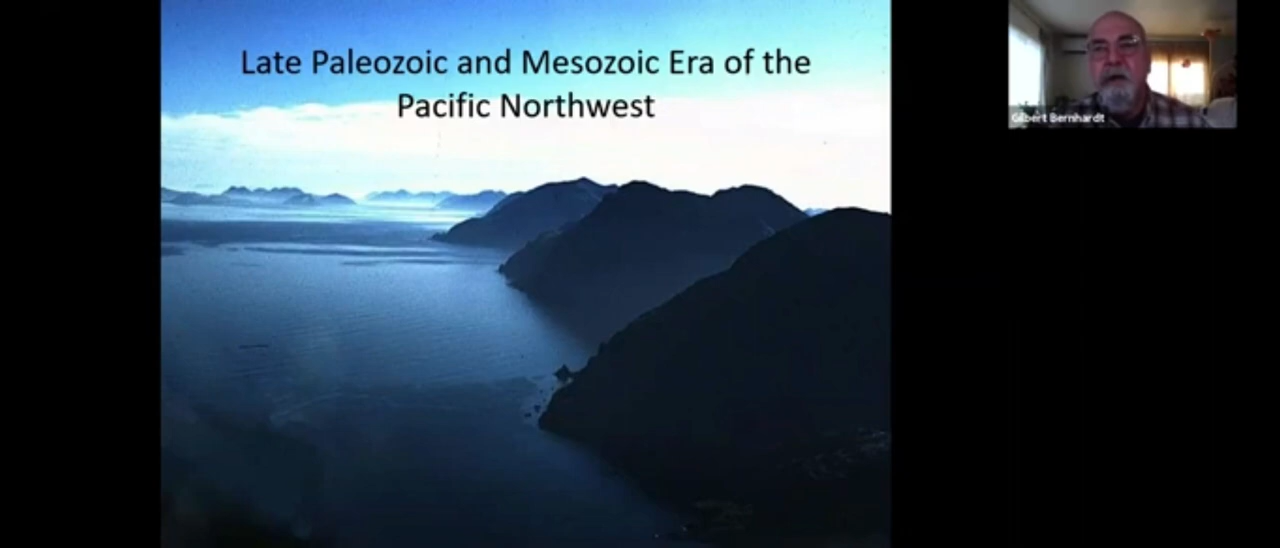 Late Paleozoic and Mesozoic Era of the
Pacific Northwest
Gilbert Bernhardt